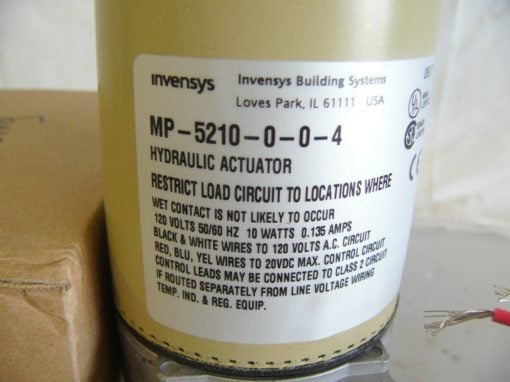 invensys Invensys Building Systems
Loves Park, IL 61111 USA
MP-5210-0-0-4
HYDRAULIC ACTUATOR
RESTRICT LOAD CIRCUIT TO LOCATIONS WHERE
WET CONTACT IS NOT LIKELY TO OCCUR
120 VOLTS 50/60 HZ 10 WATTS 0.135 AMPS
BLACK & WHITE WIRES TO 120 VOLTS A.C. CIRCUIT
RED, BLU, YEL WIRES TO 20VDC MAX. CONTROL CIRCUIT
CONTROL LEADS MAY BE CONNECTED TO CLASS 2 CIRCUIT
IF ROUTED SEPARATELY FROM LINE VOLTAGE WIRING
TEMP. IND. & REG. EQUIP.